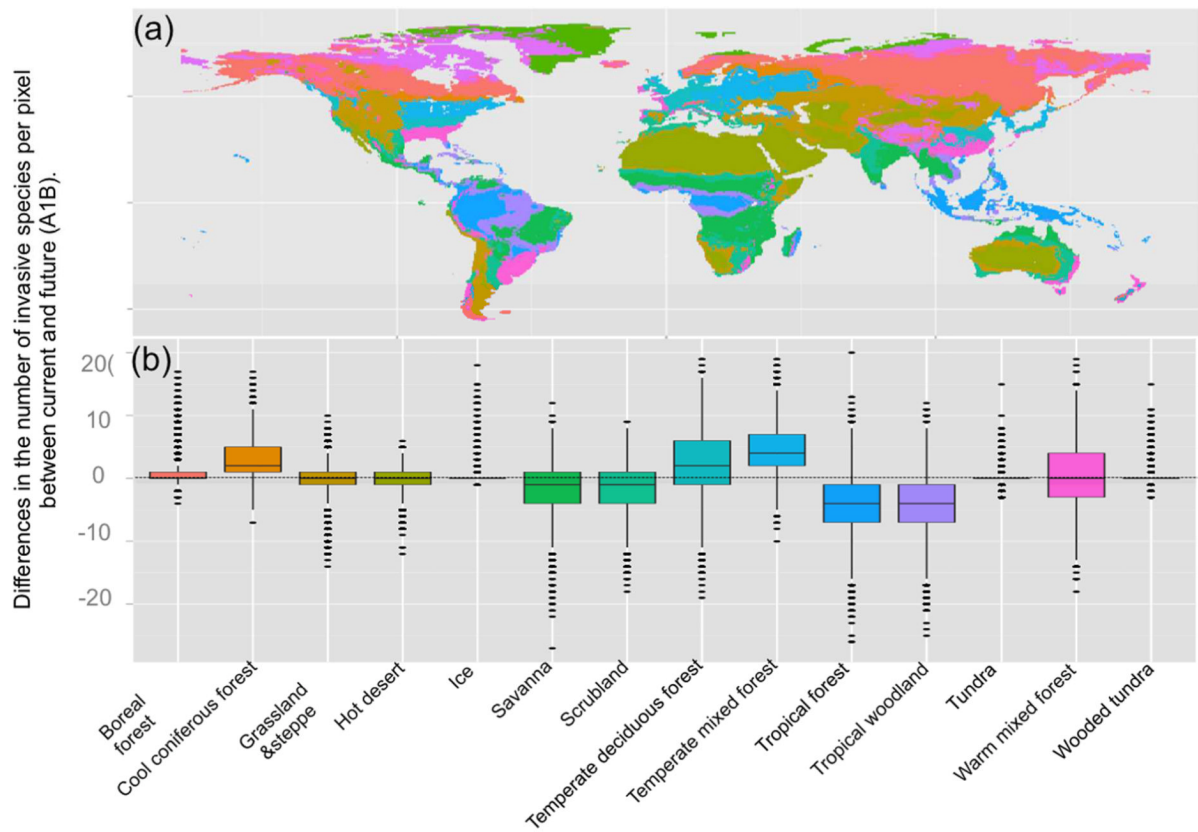 Differences in the number of invasive species per pixel
between current and future (A1B).
(a)
(b)
20(
10
0
-10
-20
Boreal
forest
Cool coniferous forest
Grassland
&steppe
Hot desert
Ice
Savanna
Scrubland
Temperate deciduous forest
Temperate mixed forest
Tropical forest
Tropical woodland
Tundra
Warm mixed forest
Wooded tundra